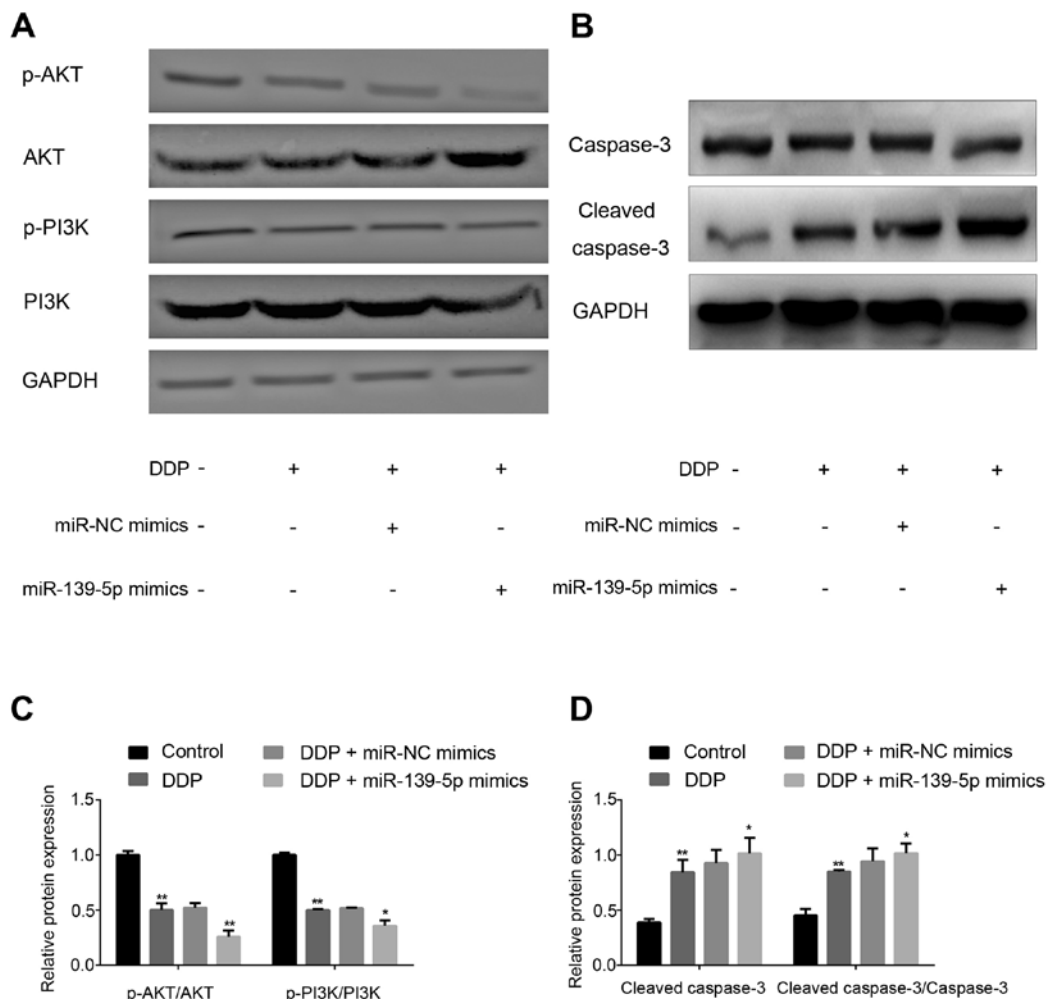 A
p-AKT
AKT
p-PI3K
PI3K
GAPDH
DDP - + + +
miR-NC mimics - - + -
miR-139-5p mimics - - - +
B
Caspase-3
Cleaved
caspase-3
GAPDH
DDP - + + +
miR-NC mimics - - + -
miR-139-5p mimics - - - +
C
Control
DDP
DDP + miR-NC mimics
DDP + miR-139-5p mimics
Relative protein expression
1.5
1.0
0.5
0.0
** ** ** *
p-AKT/AKT p-PI3K/PI3K
D
Control
DDP
DDP + miR-NC mimics
DDP + miR-139-5p mimics
Relative protein expression
1.5
1.0
0.5
0.0
** * ** *
Cleaved caspase-3 Cleaved caspase-3/Caspase-3